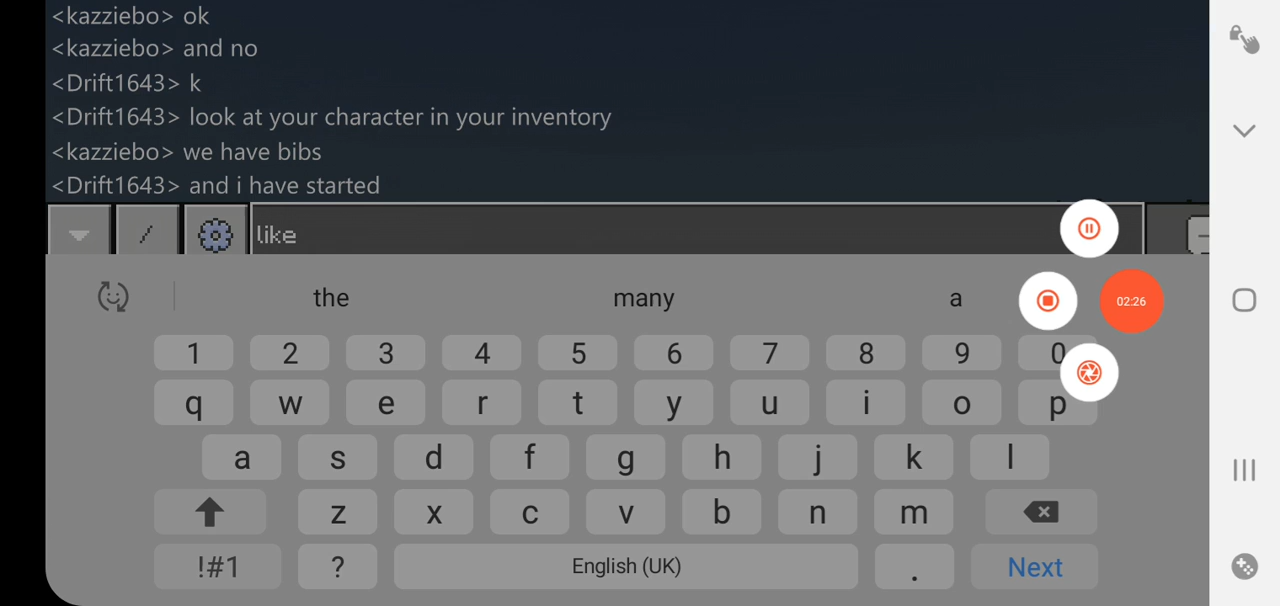 <kazziebo> ok
<kazziebo> and no
<Drift1643> k
<Drift1643> look at your character in your inventory
<kazziebo> we have bibs
<Drift1643> and i have started
/ like
the many a 02:26
1 2 3 4 5 6 7 8 9 0
q w e r t y u i o p
a s d f g h j k l
z x c v b n m
!#1 ? English (UK) . Next